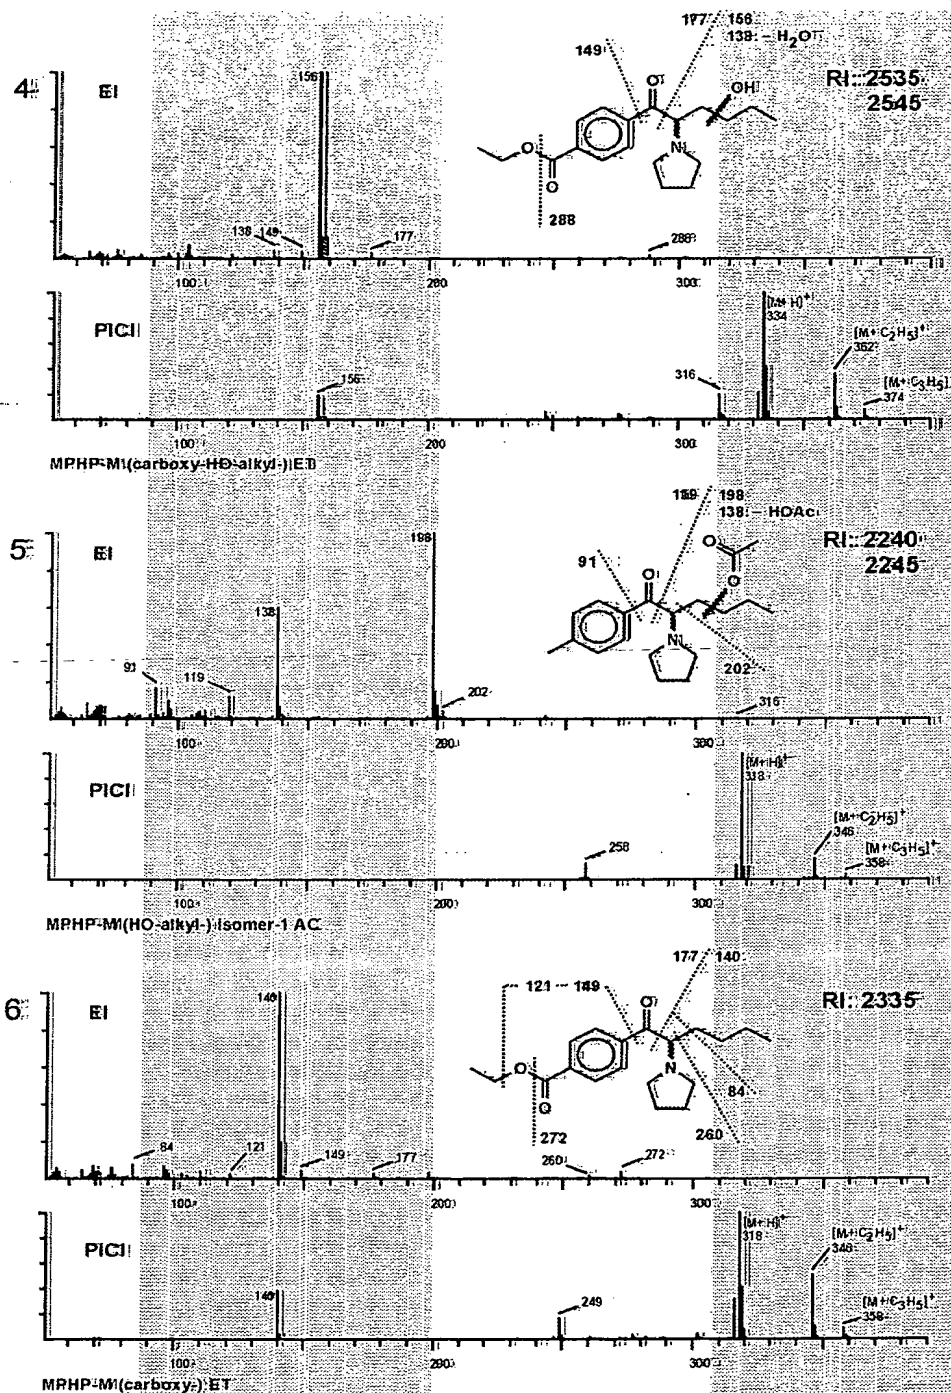 177 156
138 - H2O
149
4 EI
156
O
OH
RI: 2535
2545
N
O
O
288
138 149
177
288
100 200 300
PICI
[M+H]+
334
[M+C2H5]+
362
316
[M+C3H5]
374
156
100 200 300
MPHP-M (carboxy-HO-alkyl-) ET
159 198
138 - HOAc
5 EI
198
O
O
RI: 2240
2245
91
O
138
N
202
91
119
202
316
100 200 300
PICI
[M+H]+
318
[M+C2H5]+
346
258
[M+C3H5]+
358
100 200 300
MPHP-M (HO-alkyl-) isomer-1 AC
177 140
6 EI
140
121 149
O
RI: 2335
O
N
O
84
84
272
260
121
149
177
260
272
100 200 300
PICI
[M+H]+
318
[M+C2H5]+
346
140
249
[M+C3H5]+
358
100 200 300
MPHP-M (carboxy-) ET